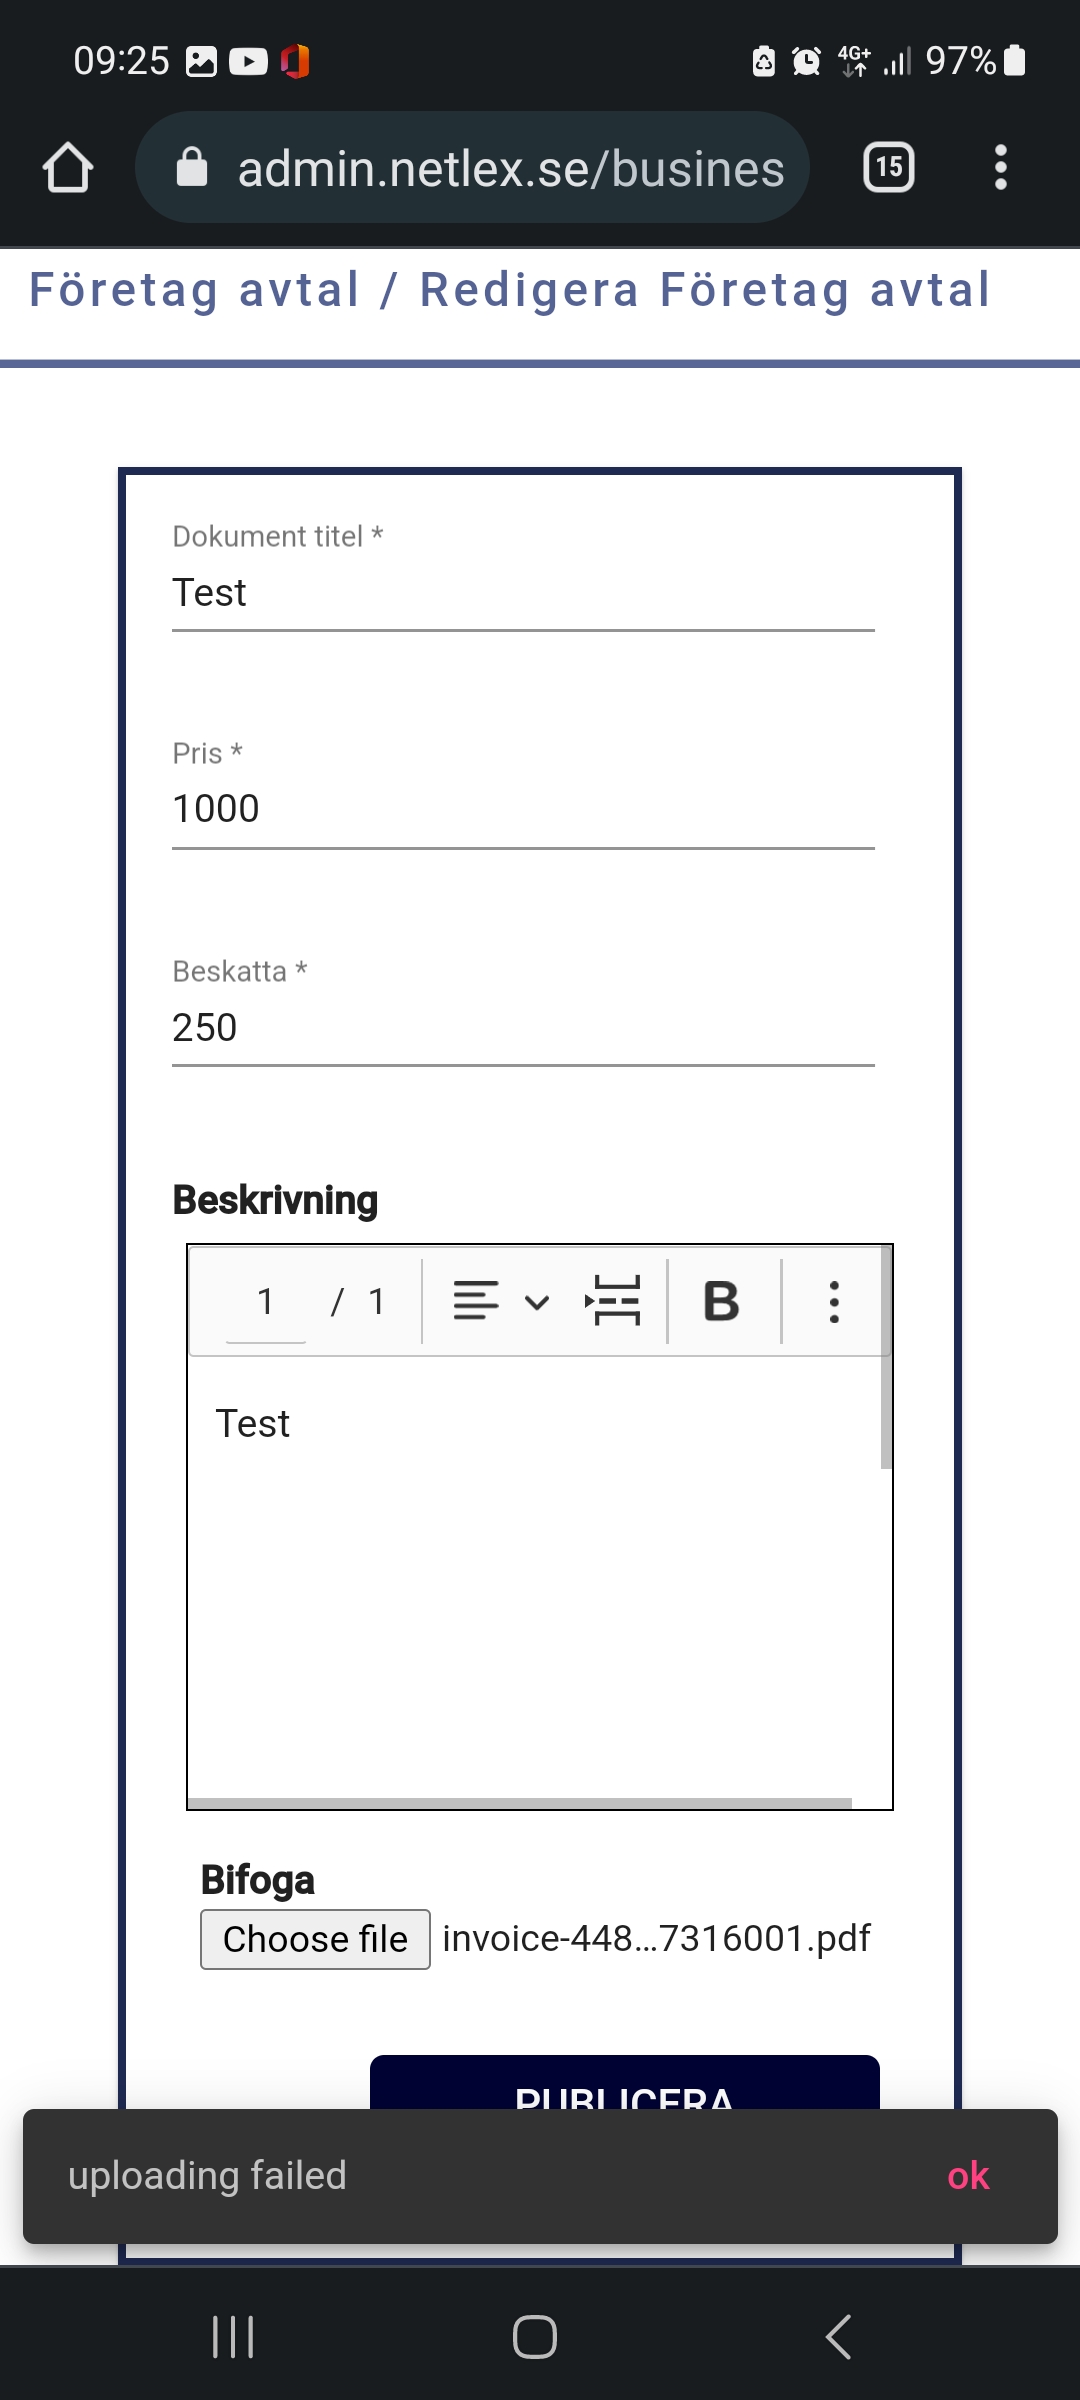 09:25 4G+ 97%
admin.netlex.se/busines 15
Företag avtal / Redigera Företag avtal
Dokument titel *
Test
Pris *
1000
Beskatta *
250
Beskrivning
1 / 1 B
Test
Bifoga
Choose file invoice-448...7316001.pdf
PUBLICERA
uploading failed ok